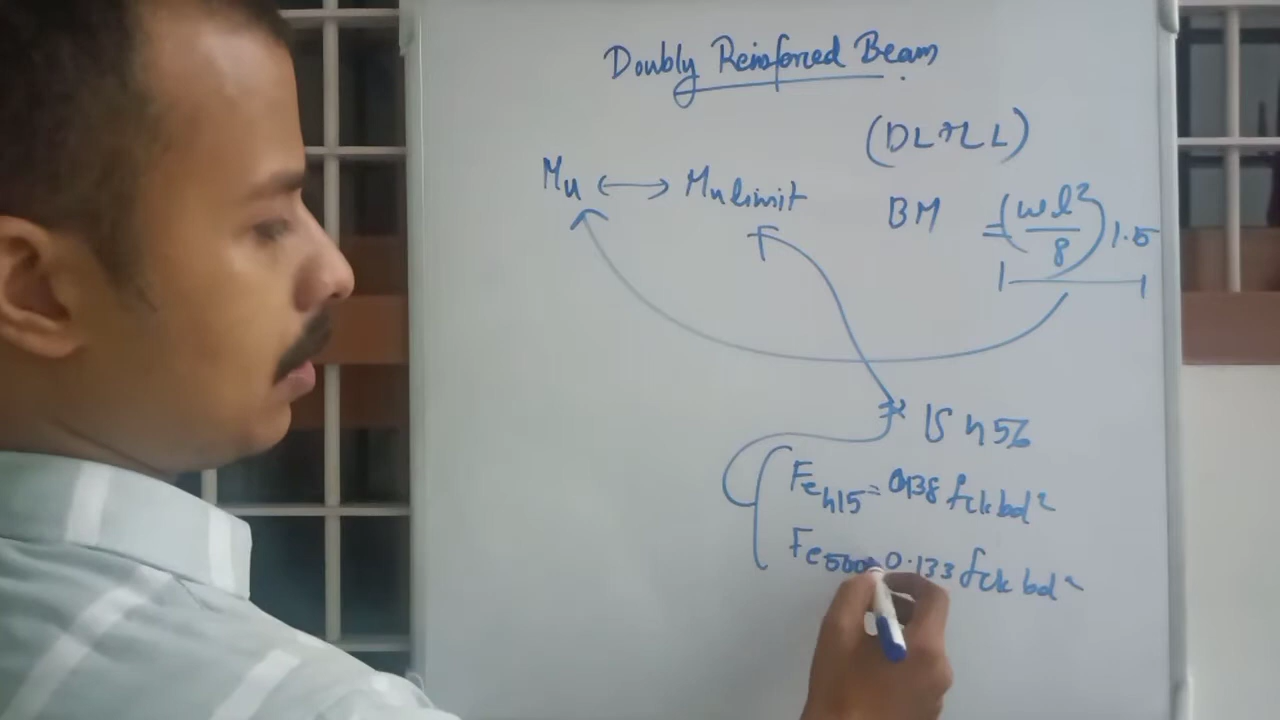 Doubly Reinforced Beam
(DL+LL)
Mu ↔ Mu limit
BM = (wl²/8) 1.5
IS 456
Fe415 = 0.138 fck bd²
Fe500 = 0.133 fck bd²